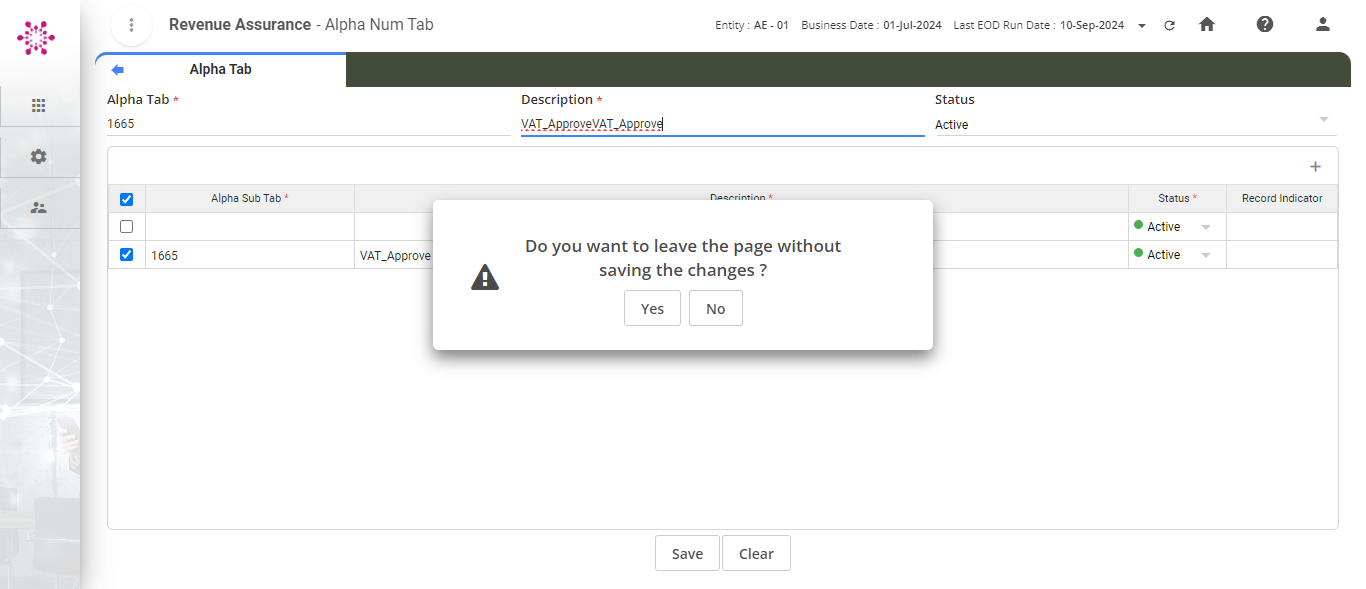 Revenue Assurance - Alpha Num Tab
Entity : AE - 01 Business Date : 01-Jul-2024 Last EOD Run Date : 10-Sep-2024
Alpha Tab
Alpha Tab * Description * Status
1665 VAT_ApproveVAT_Approve Active
Alpha Sub Tab * Description * Status * Record Indicator
Active
1665 VAT_Approve Active
Do you want to leave the page without
saving the changes ?
Yes No
Save Clear